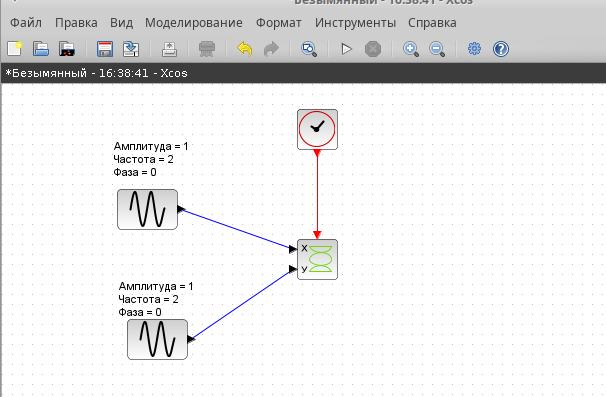 Безымянный - 16:38:41 - Xcos
Файл Правка Вид Моделирование Формат Инструменты Справка
*Безымянный - 16:38:41 - Xcos
Амплитуда = 1
Частота = 2
Фаза = 0
X
У
Амплитуда = 1
Частота = 2
Фаза = 0